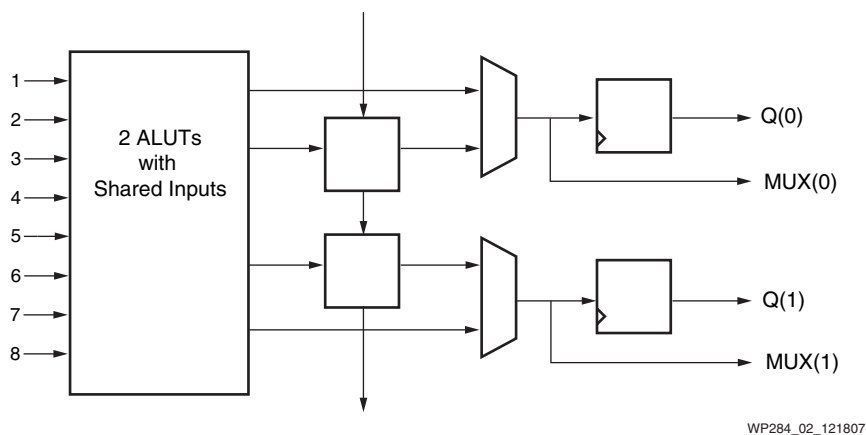 1
2
3
4
5
6
7
8
2 ALUTs
with
Shared Inputs
Q(0)
MUX(0)
Q(1)
MUX(1)
WP284_02_121807